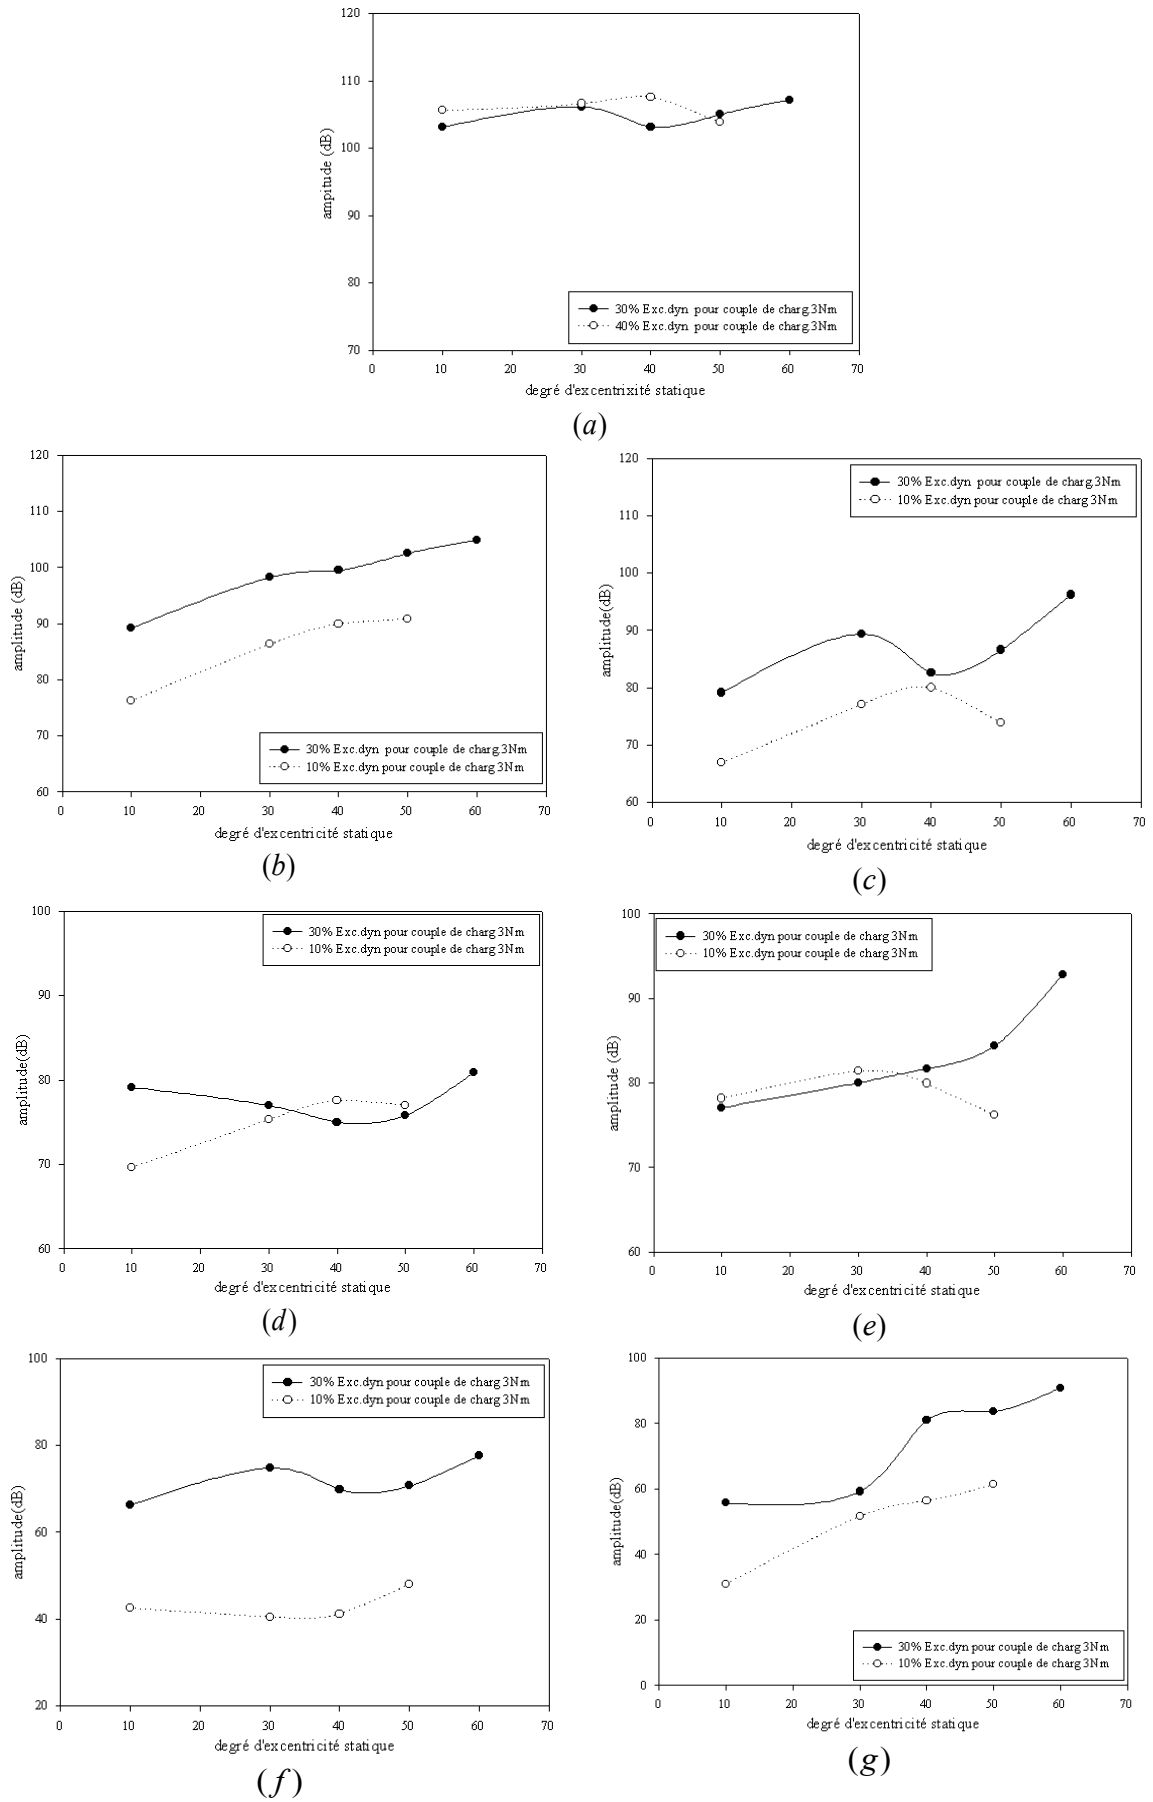 120
110
100
90
80
70
ampitude (dB)
30% Exc.dyn pour couple de charg.3Nm
40% Exc.dyn pour couple de charg.3Nm
0 10 20 30 40 50 60 70
degré d'excentrixité statique
(a)
120
110
100
90
80
70
60
amplitude (dB)
30% Exc.dyn pour couple de charg.3Nm
10% Exc.dyn pour couple de charg.3Nm
0 10 20 30 40 50 60 70
degré d'excentricité statique
(b)
120
110
100
90
80
70
60
amplitude(dB)
30% Exc.dyn pour couple de charg.3Nm
10% Exc.dyn pour couple de charg.3Nm
0 10 20 30 40 50 60 70
degré d'excentricité statique
(c)
100
90
80
70
60
amplitude(dB)
30% Exc.dyn pour couple de charg 3Nm
10% Exc.dyn pour couple de charg 3Nm
0 10 20 30 40 50 60 70
degré d'excentricité statique
(d)
100
90
80
70
60
amplitude (dB)
30% Exc.dyn pour couple de charg 3Nm
10% Exc.dyn pour couple de charg 3Nm
0 10 20 30 40 50 60 70
degré d'excentricité statique
(e)
100
80
60
40
20
amplitude(dB)
30% Exc.dyn pour couple de charg 3Nm
10% Exc.dyn pour couple de charg 3Nm
0 10 20 30 40 50 60 70
degré d'excentricité statique
(f)
100
80
60
40
20
0
amplitude(dB)
30% Exc.dyn pour couple de charg 3Nm
10% Exc.dyn pour couple de charg 3Nm
0 10 20 30 40 50 60 70
degré d'excentricité statique
(g)